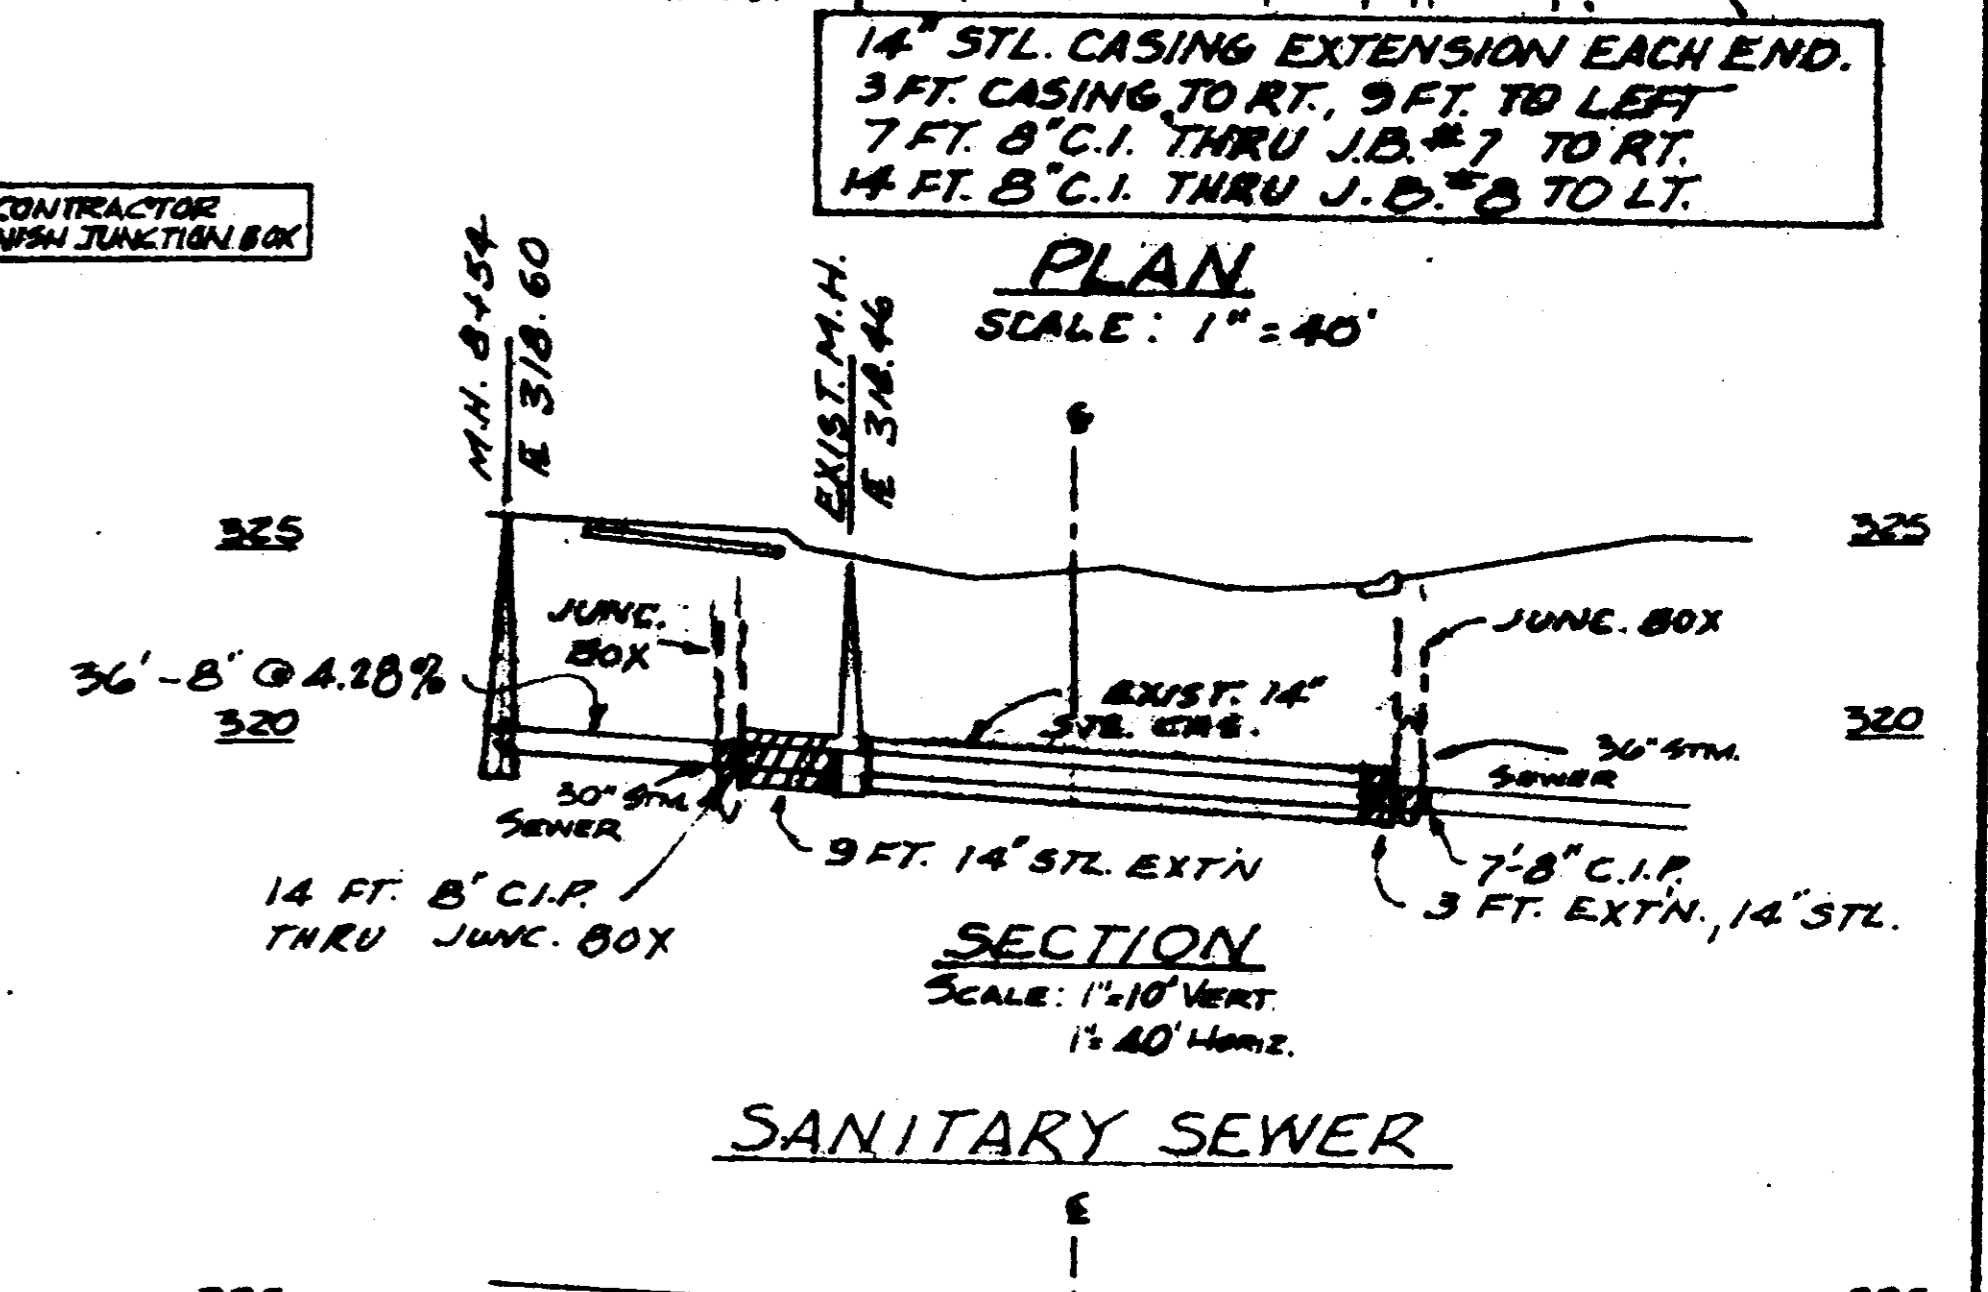 14" STL. CASING EXTENSION EACH END.
3 FT. CASING TO RT., 9 FT. TO LEFT
7 FT. 8" C.I. THRU J.B. #7 TO RT.
14 FT. 8" C.I. THRU J.B. #8 TO LT.
CONTRACTOR
NISH JUNCTION BOX
PLAN
SCALE: 1" = 40'
M.H. 8+54
318.60
EXIST. M.H.
318.46
325
325
JUNC.
BOX
JUNC. BOX
36' - 8" @ 4.28%
320
320
EXIST. 14"
36" STM.
SEWER
30" STM.
SEWER
9 FT. 14" STL. EXT'N
7'-8" C.I.P.
3 FT. EXT'N., 14" STL.
14 FT. 8" C.I.P.
THRU JUNC. BOX
SECTION
SCALE: 1"=10' VERT.
1"= 40' HORIZ.
SANITARY SEWER